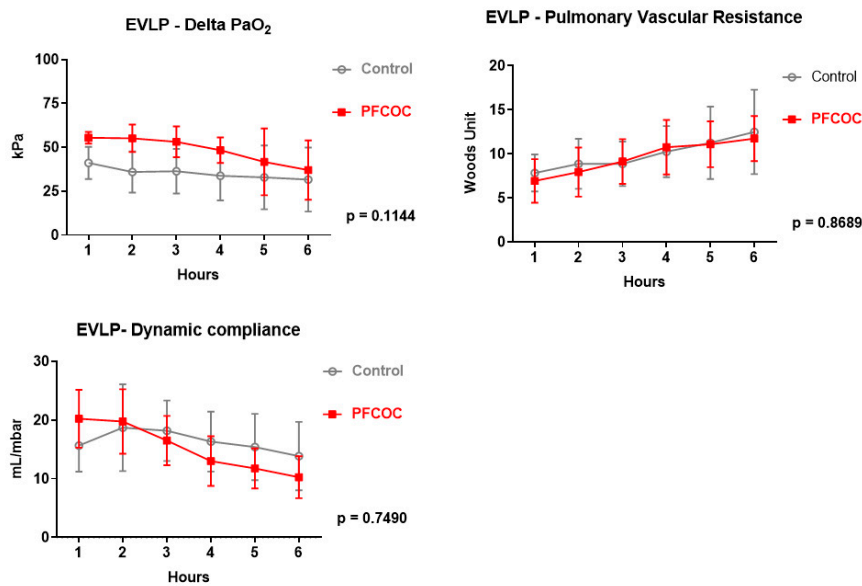 EVLP - Delta PaO₂
100
75
50
25
0
kPa
1 2 3 4 5 6
Hours
Control
PFCOC
p = 0.1144
EVLP - Pulmonary Vascular Resistance
20
15
10
5
0
Woods Unit
1 2 3 4 5 6
Hours
Control
PFCOC
p = 0.8689
EVLP- Dynamic compliance
30
20
10
0
mL/mbar
1 2 3 4 5 6
Hours
Control
PFCOC
p = 0.7490